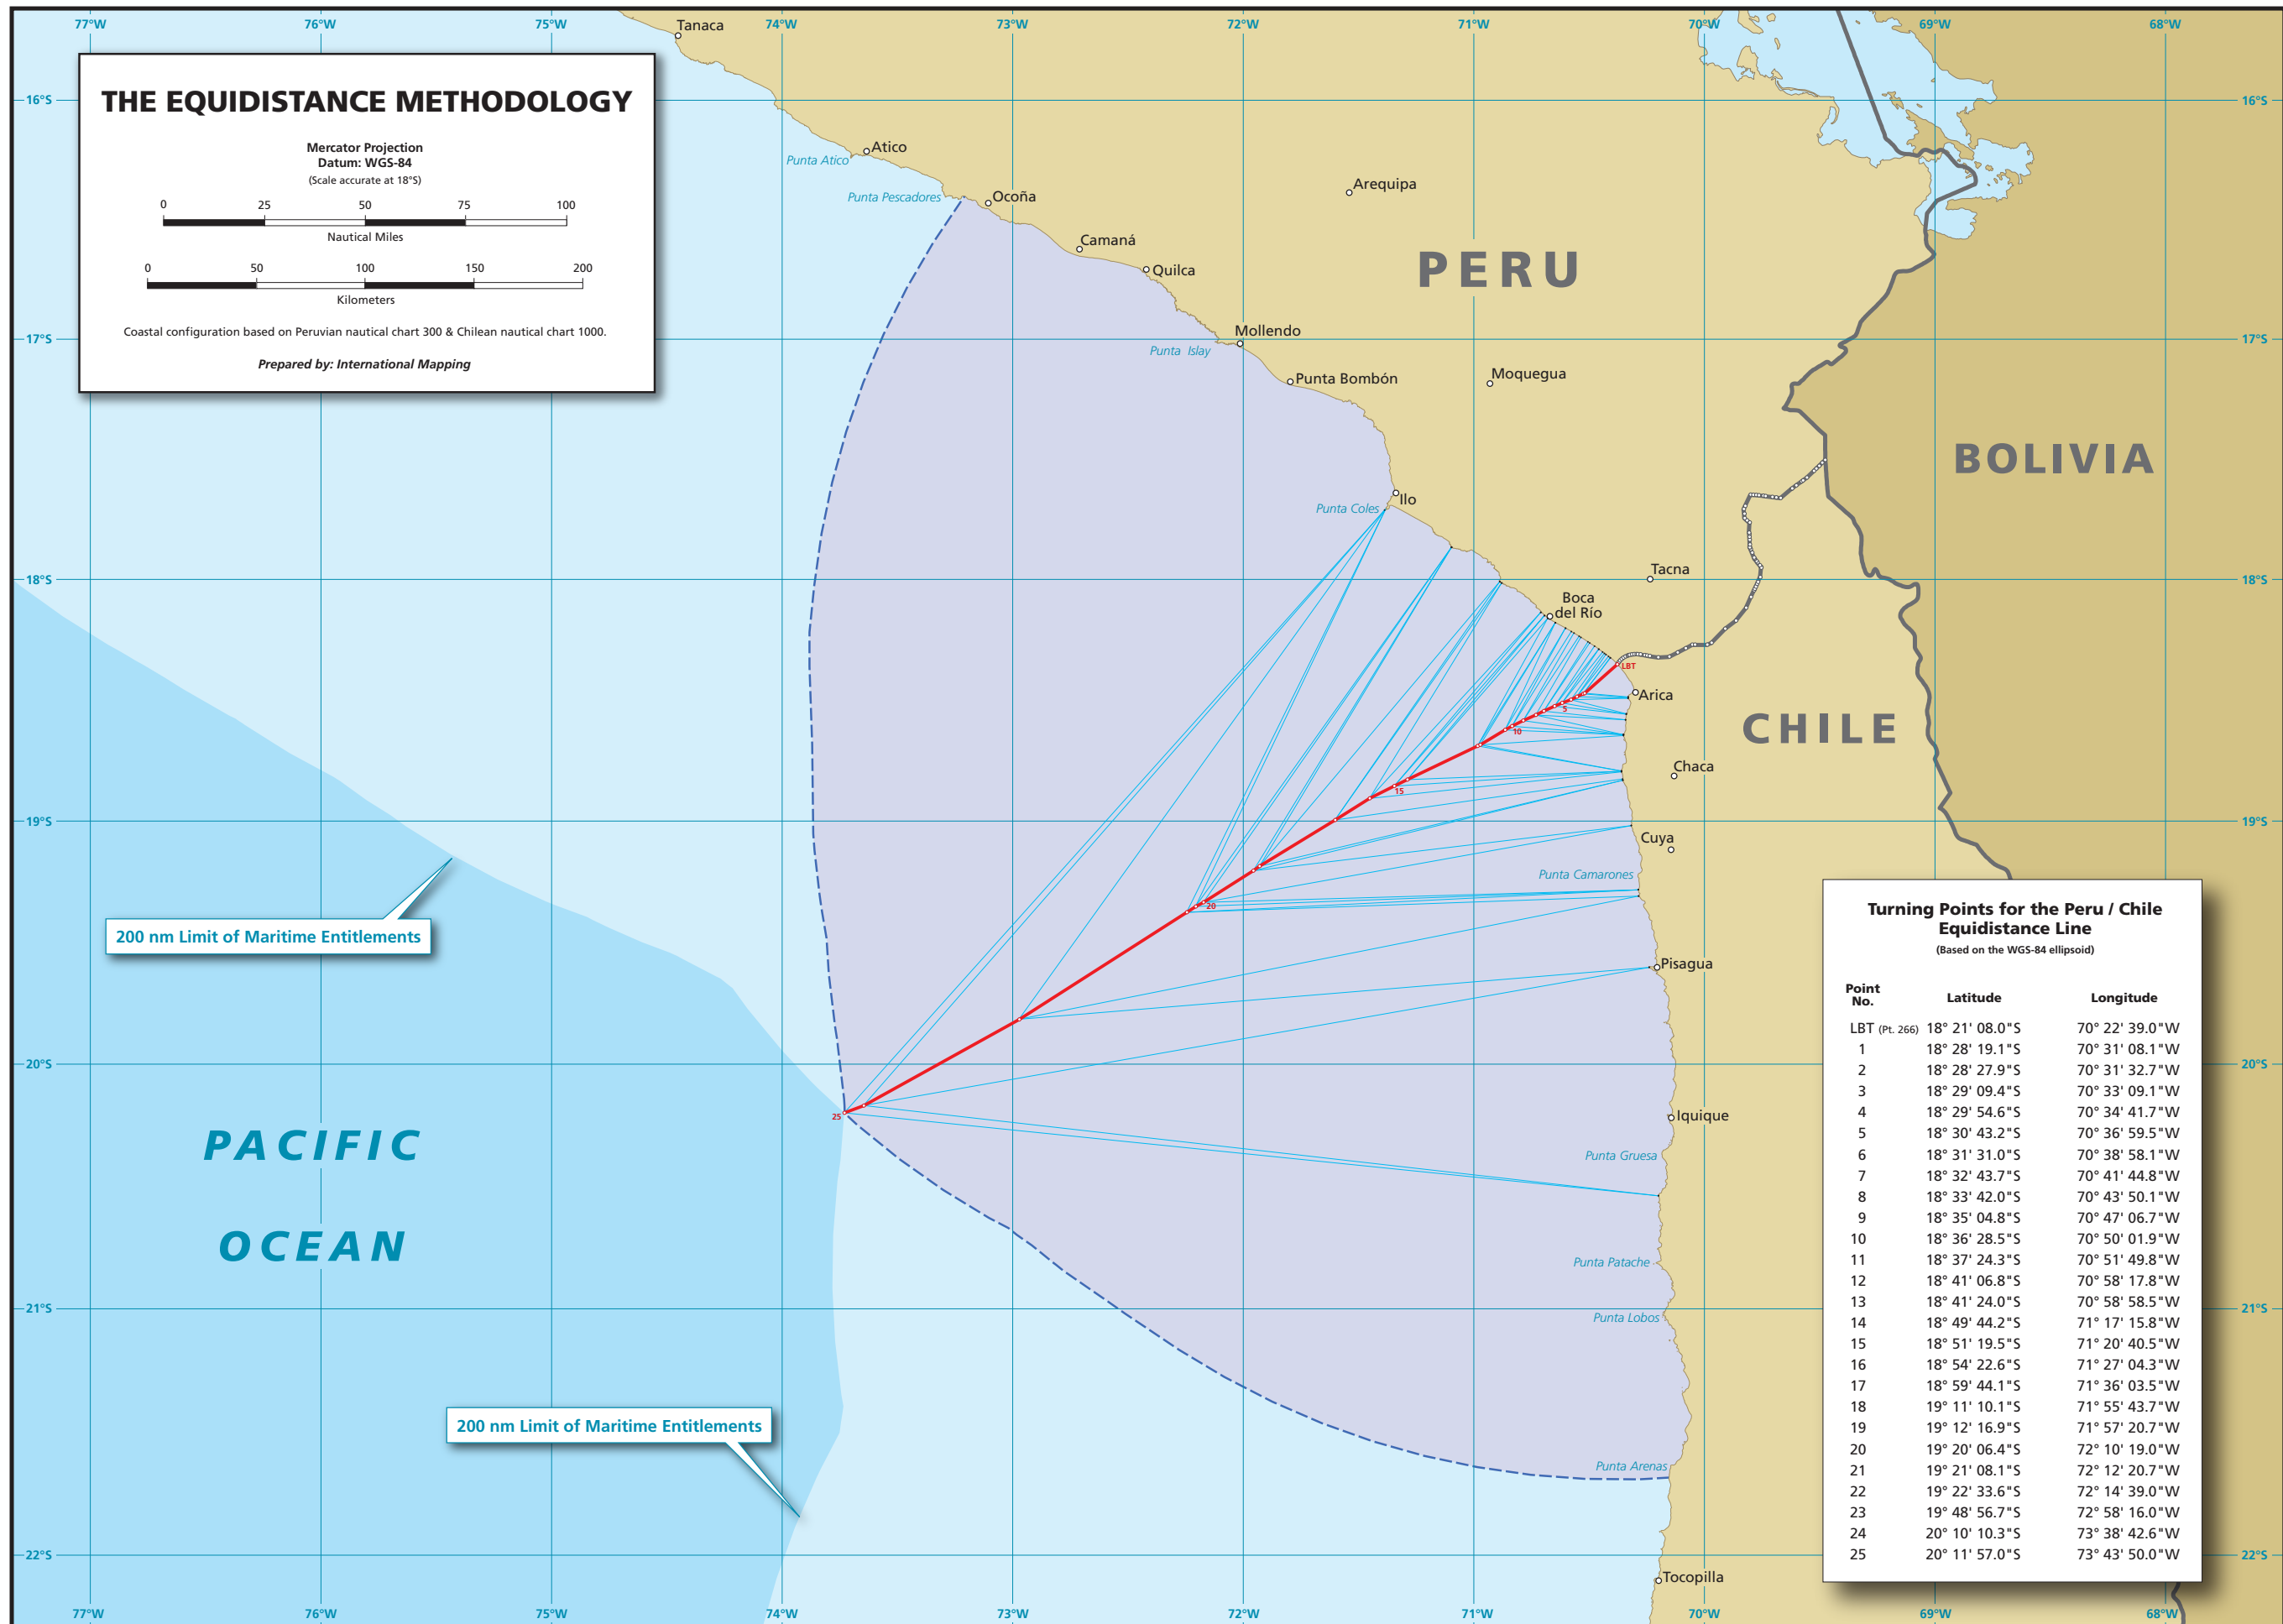 77°W 76°W 75°W 74°W 73°W 72°W 71°W 70°W 69°W 68°W
Tanaca
THE EQUIDISTANCE METHODOLOGY
Mercator Projection
Datum: WGS-84
(Scale accurate at 18°S)
0 25 50 75 100
Nautical Miles
0 50 100 150 200
Kilometers
Coastal configuration based on Peruvian nautical chart 300 & Chilean nautical chart 1000.
Prepared by: International Mapping
16°S
16°S
Atico
Punta Atico
Punta Pescadores
Ocoña
Arequipa
Camaná
Quilca
PERU
Mollendo
17°S
17°S
Punta Islay
Punta Bombón
Moquegua
BOLIVIA
Ilo
Punta Coles
18°S
18°S
Tacna
Boca
del Río
LBT
Arica
5
10
CHILE
Chaca
15
19°S
19°S
Cuya
Punta Camarones
20
200 nm Limit of Maritime Entitlements
Pisagua
20°S
20°S
25
Iquique
PACIFIC
OCEAN
Punta Gruesa
Punta Patache
21°S
21°S
Punta Lobos
200 nm Limit of Maritime Entitlements
Punta Arenas
22°S
22°S
Tocopilla
Turning Points for the Peru / Chile
Equidistance Line
(Based on the WGS-84 ellipsoid)
Point
No. Latitude Longitude
LBT (Pt. 266) 18° 21' 08.0"S 70° 22' 39.0"W
1 18° 28' 19.1"S 70° 31' 08.1"W
2 18° 28' 27.9"S 70° 31' 32.7"W
3 18° 29' 09.4"S 70° 33' 09.1"W
4 18° 29' 54.6"S 70° 34' 41.7"W
5 18° 30' 43.2"S 70° 36' 59.5"W
6 18° 31' 31.0"S 70° 38' 58.1"W
7 18° 32' 43.7"S 70° 41' 44.8"W
8 18° 33' 42.0"S 70° 43' 50.1"W
9 18° 35' 04.8"S 70° 47' 06.7"W
10 18° 36' 28.5"S 70° 50' 01.9"W
11 18° 37' 24.3"S 70° 51' 49.8"W
12 18° 41' 06.8"S 70° 58' 17.8"W
13 18° 41' 24.0"S 70° 58' 58.5"W
14 18° 49' 44.2"S 71° 17' 15.8"W
15 18° 51' 19.5"S 71° 20' 40.5"W
16 18° 54' 22.6"S 71° 27' 04.3"W
17 18° 59' 44.1"S 71° 36' 03.5"W
18 19° 11' 10.1"S 71° 55' 43.7"W
19 19° 12' 16.9"S 71° 57' 20.7"W
20 19° 20' 06.4"S 72° 10' 19.0"W
21 19° 21' 08.1"S 72° 12' 20.7"W
22 19° 22' 33.6"S 72° 14' 39.0"W
23 19° 48' 56.7"S 72° 58' 16.0"W
24 20° 10' 10.3"S 73° 38' 42.6"W
25 20° 11' 57.0"S 73° 43' 50.0"W
77°W 76°W 75°W 74°W 73°W 72°W 71°W 70°W 69°W 68°W